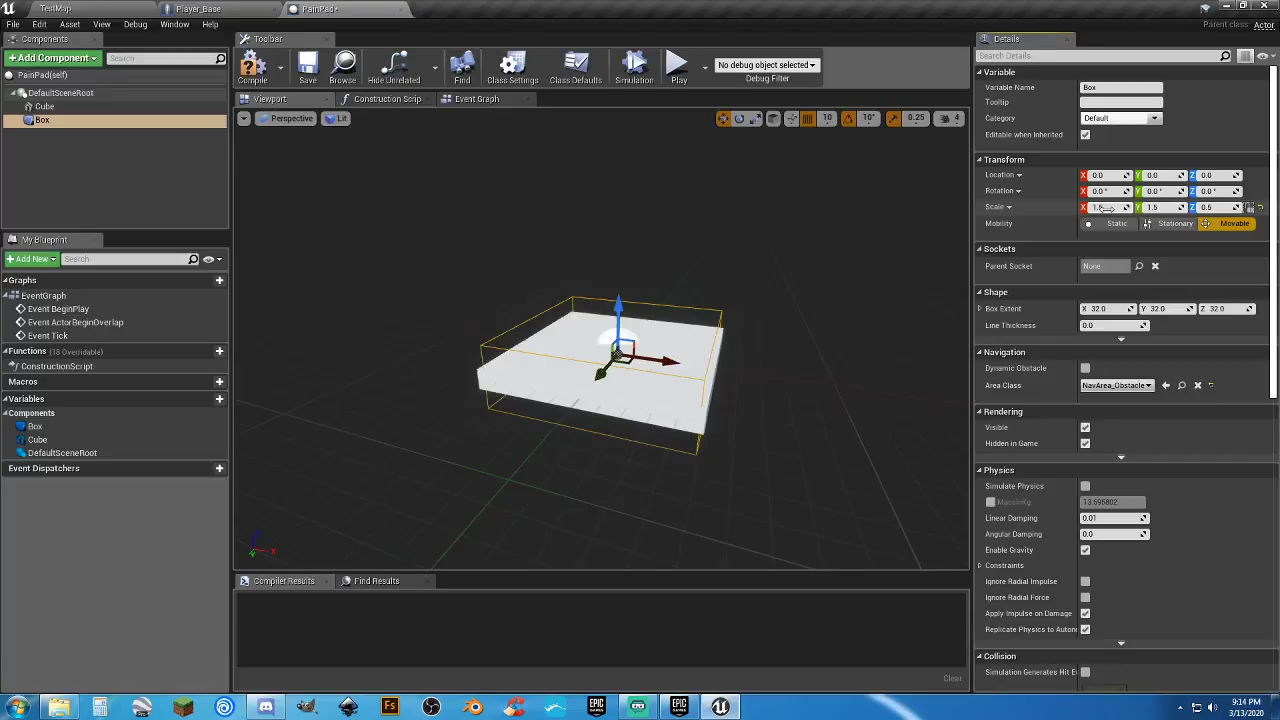 TestMap
Player_Base
PainPad*
File
Edit
Asset
View
Debug
Window
Help
Parent class: Actor
Components
Toolbar
Details
+Add Component
Search
Search Details
PainPad(self)
Compile
Save
Browse
Hide Unrelated
Find
Class Settings
Class Defaults
Simulation
Play
No debug object selected
Debug Filter
DefaultSceneRoot
Cube
Box
Viewport
Construction Scrip
Event Graph
Perspective
Lit
10
10°
0.25
4
Variable
Variable Name
Box
Tooltip
Category
Default
Editable when Inherited
Transform
Location
X 0.0
Y 0.0
Z 0.0
Rotation
X 0.0 °
Y 0.0 °
Z 0.0 °
Scale
X
Y 1.5
Z 0.5
Mobility
Static
Stationary
Movable
Sockets
Parent Socket
None
Shape
Box Extent
X 32.0
Y 32.0
Z 32.0
Line Thickness
0.0
Navigation
Dynamic Obstacle
Area Class
NavArea_Obstacle
Rendering
Visible
Hidden in Game
Physics
Simulate Physics
MassInKg
13.595802
Linear Damping
0.01
Angular Damping
0.0
Enable Gravity
Constraints
Ignore Radial Impulse
Ignore Radial Force
Apply Impulse on Damage
Replicate Physics to Auton
Collision
Simulation Generates Hit E
My Blueprint
+Add New
Search
Graphs
EventGraph
Event BeginPlay
Event ActorBeginOverlap
Event Tick
Functions (18 Overridable)
ConstructionScript
Macros
Variables
Components
Box
Cube
DefaultSceneRoot
Event Dispatchers
Compiler Results
Find Results
Clear
9:14 PM
3/13/2020